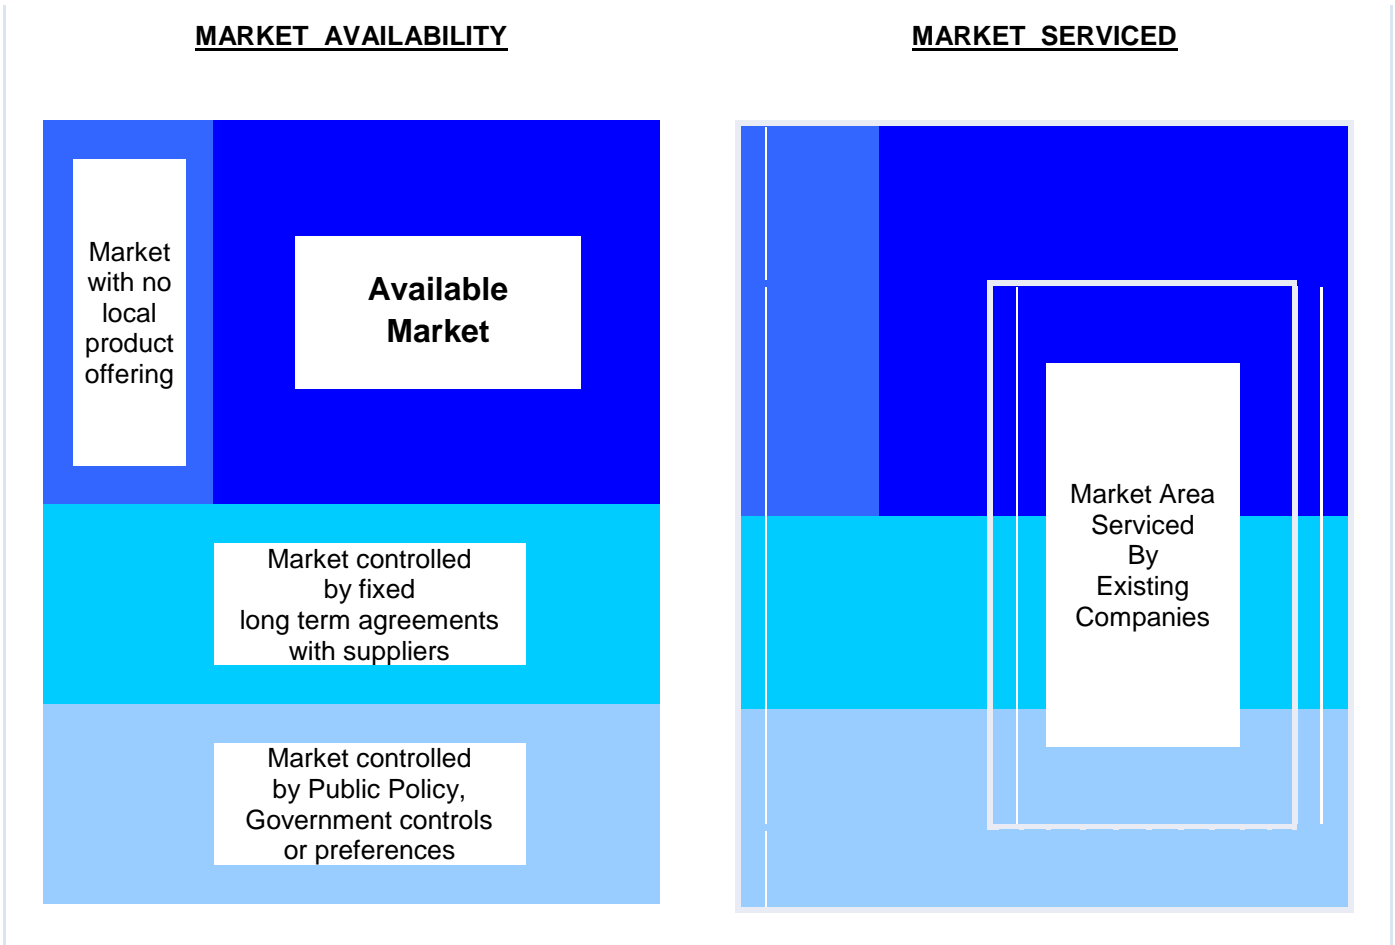 MARKET AVAILABILITY
MARKET SERVICED
Market
with no
local
product
offering
Available
Market
Market controlled
by fixed
long term agreements
with suppliers
Market controlled
by Public Policy,
Government controls
or preferences
Market Area
Serviced
By
Existing
Companies